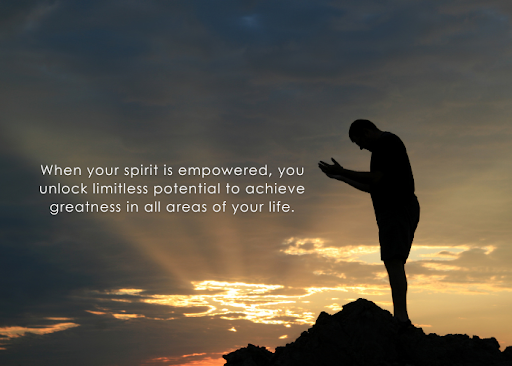 When your spirit is empowered, you
unlock limitless potential to achieve
greatness in all areas of your life.